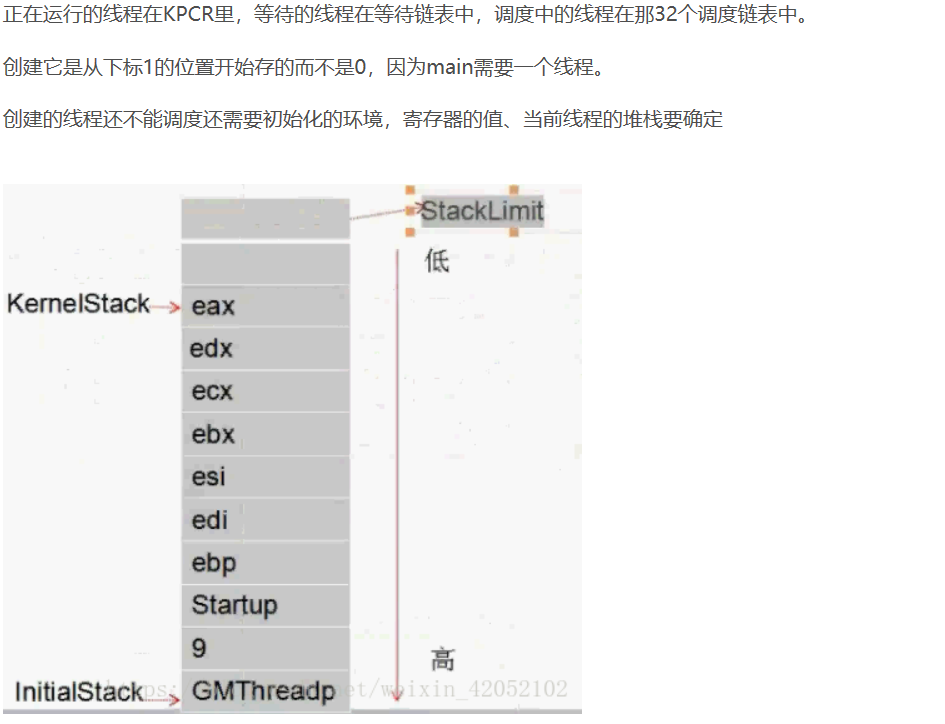 正在运行的线程在KPCR里，等待的线程在等待链表中，调度中的线程在那32个调度链表中。
创建它是从下标1的位置开始存的而不是0，因为main需要一个线程。
创建的线程还不能调度还需要初始化的环境，寄存器的值、当前线程的堆栈要确定
StackLimit
低
KernelStack
eax
edx
ecx
ebx
esi
edi
ebp
Startup
9
高
InitialStack
GMThreadp
net/weixin_42052102